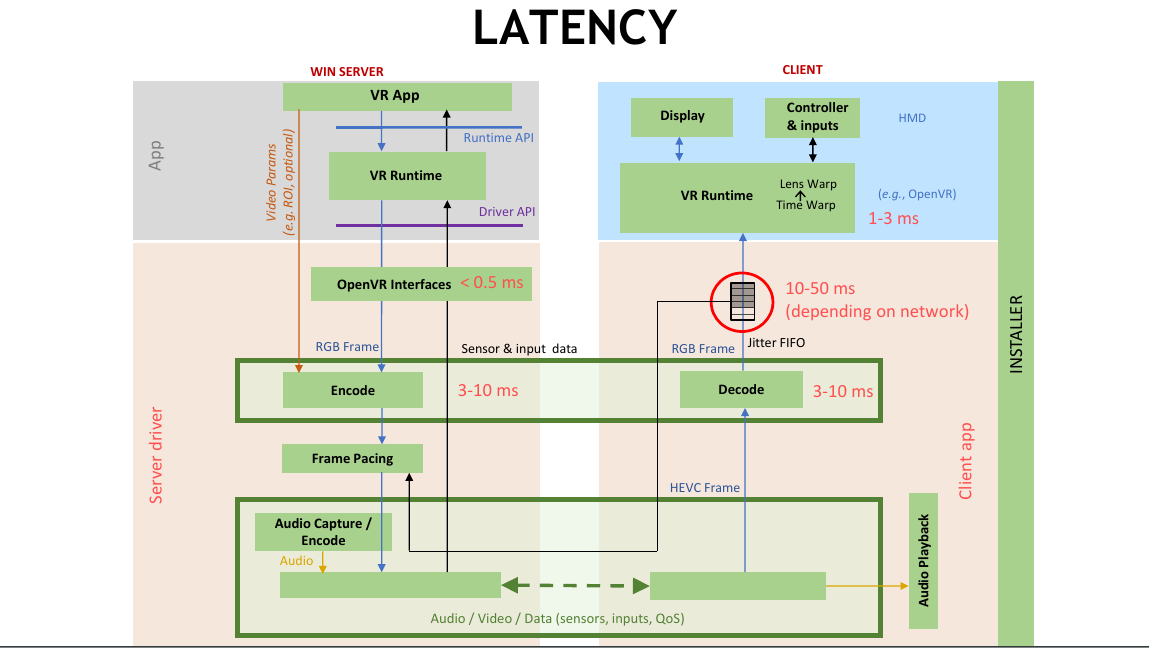 LATENCY
WIN SERVER
CLIENT
VR App
App
Video Params
(e.g. ROI, optional)
Runtime API
VR Runtime
Driver API
Display
Controller
& inputs
HMD
VR Runtime
Lens Warp
Time Warp
(e.g., OpenVR)
1-3 ms
OpenVR Interfaces
< 0.5 ms
10-50 ms
(depending on network)
Jitter FIFO
RGB Frame
Sensor & input data
RGB Frame
Encode
3-10 ms
Decode
3-10 ms
INSTALLER
Server driver
Client app
Frame Pacing
HEVC Frame
Audio Capture /
Encode
Audio
Audio Playback
Audio / Video / Data (sensors, inputs, QoS)